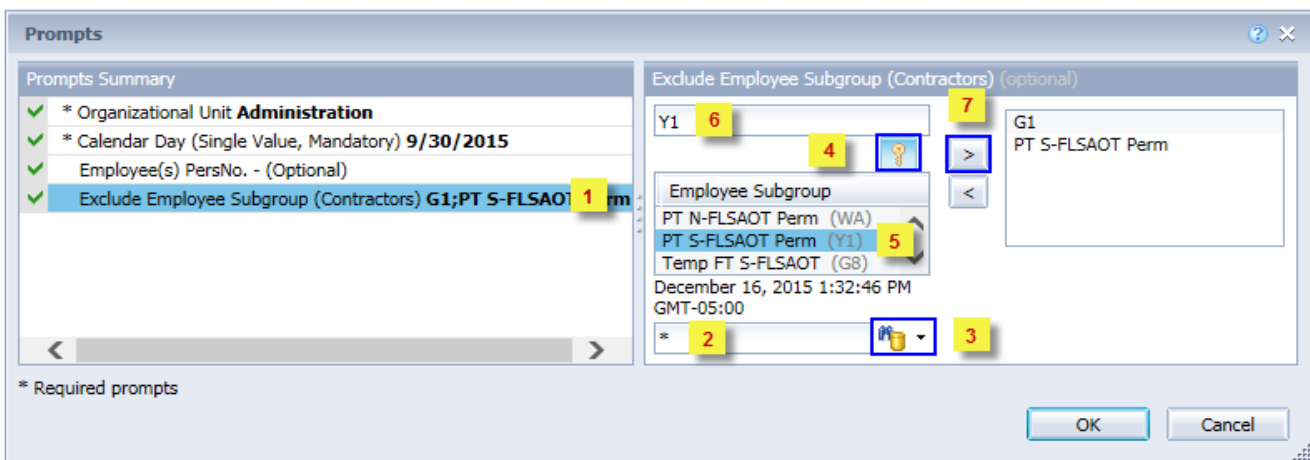 Prompts
Prompts Summary
* Organizational Unit Administration
* Calendar Day (Single Value, Mandatory) 9/30/2015
Employee(s) PersNo. - (Optional)
Exclude Employee Subgroup (Contractors) G1;PT S-FLSAOT 1 rm
* Required prompts
Exclude Employee Subgroup (Contractors) (optional)
Y1 6
4
7
>
<
G1
PT S-FLSAOT Perm
Employee Subgroup
PT N-FLSAOT Perm (WA)
PT S-FLSAOT Perm (Y1) 5
Temp FT S-FLSAOT (G8)
December 16, 2015 1:32:46 PM
GMT-05:00
* 2
3
OK Cancel